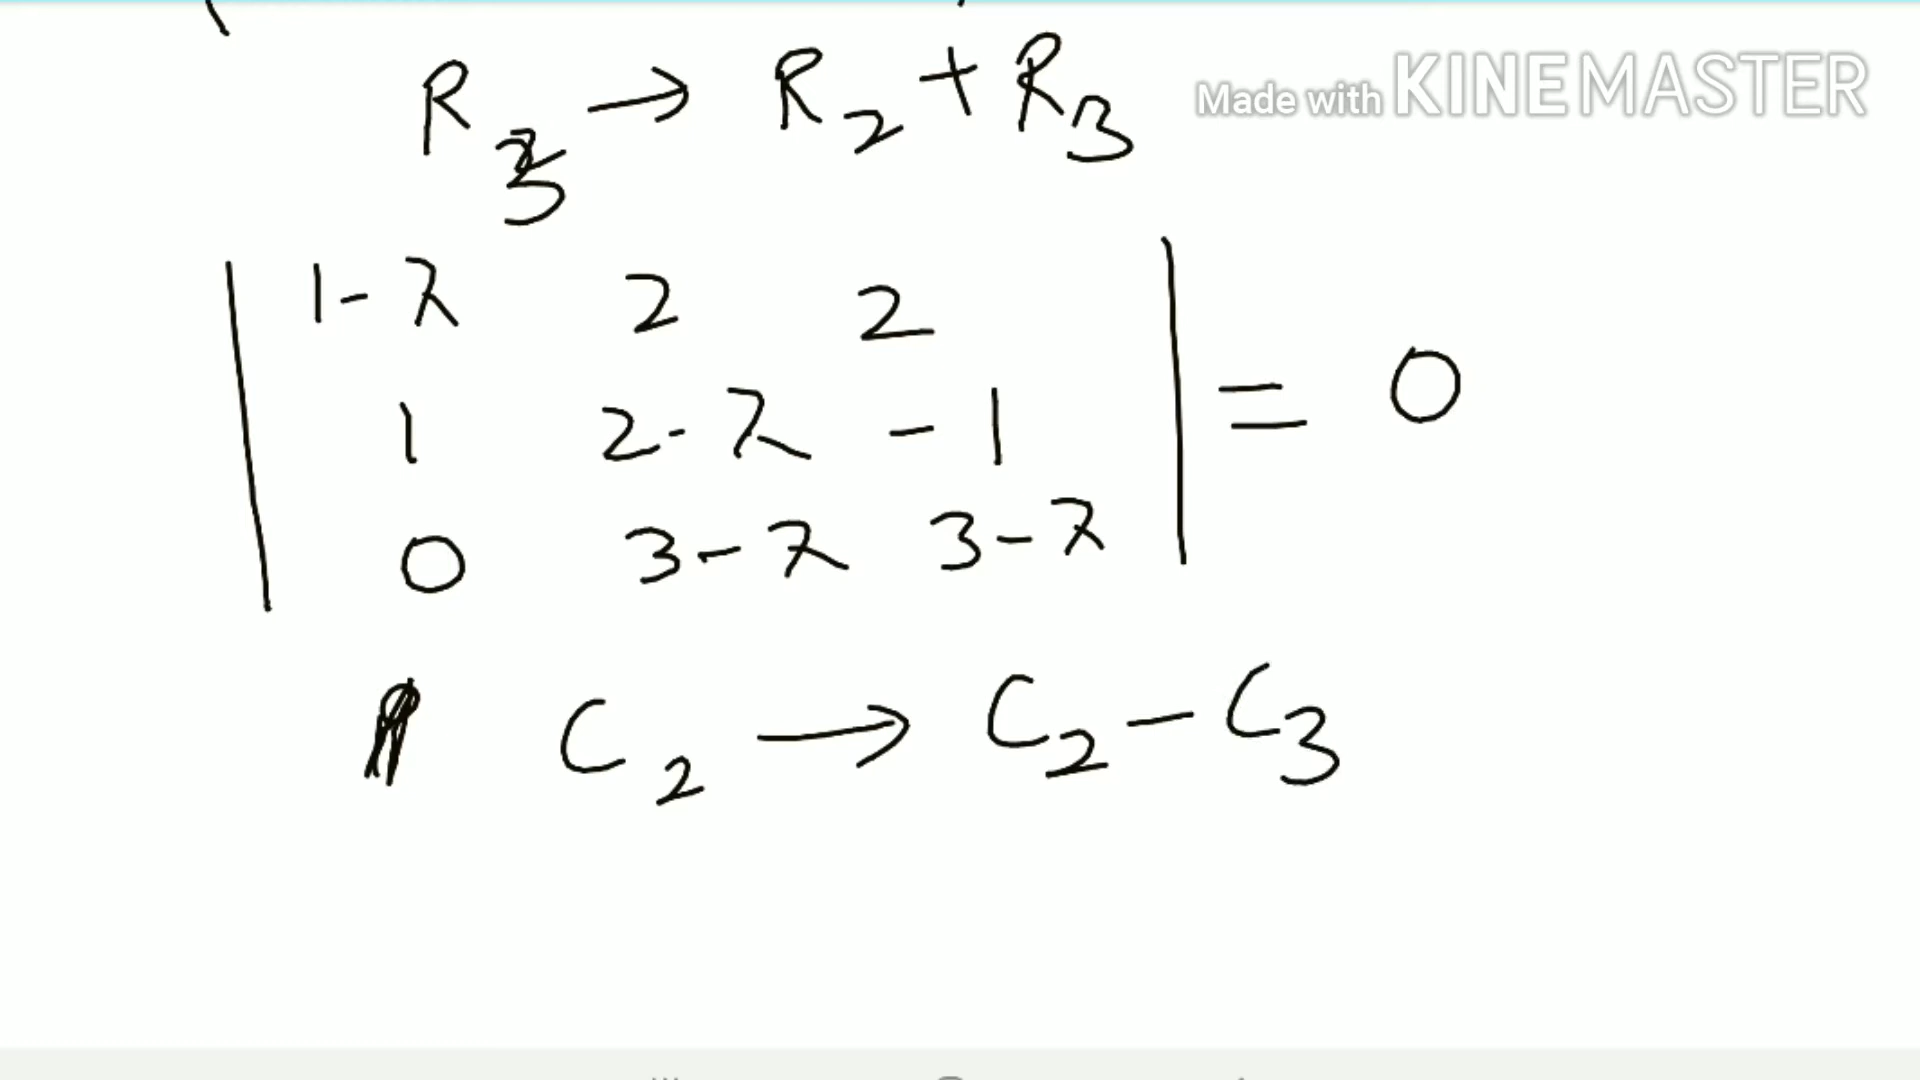 R3 → R2 + R3
Made with KINEMASTER
1-λ 2 2
1 2-λ -1 = 0
0 3-λ 3-λ
C2 → C2 - C3